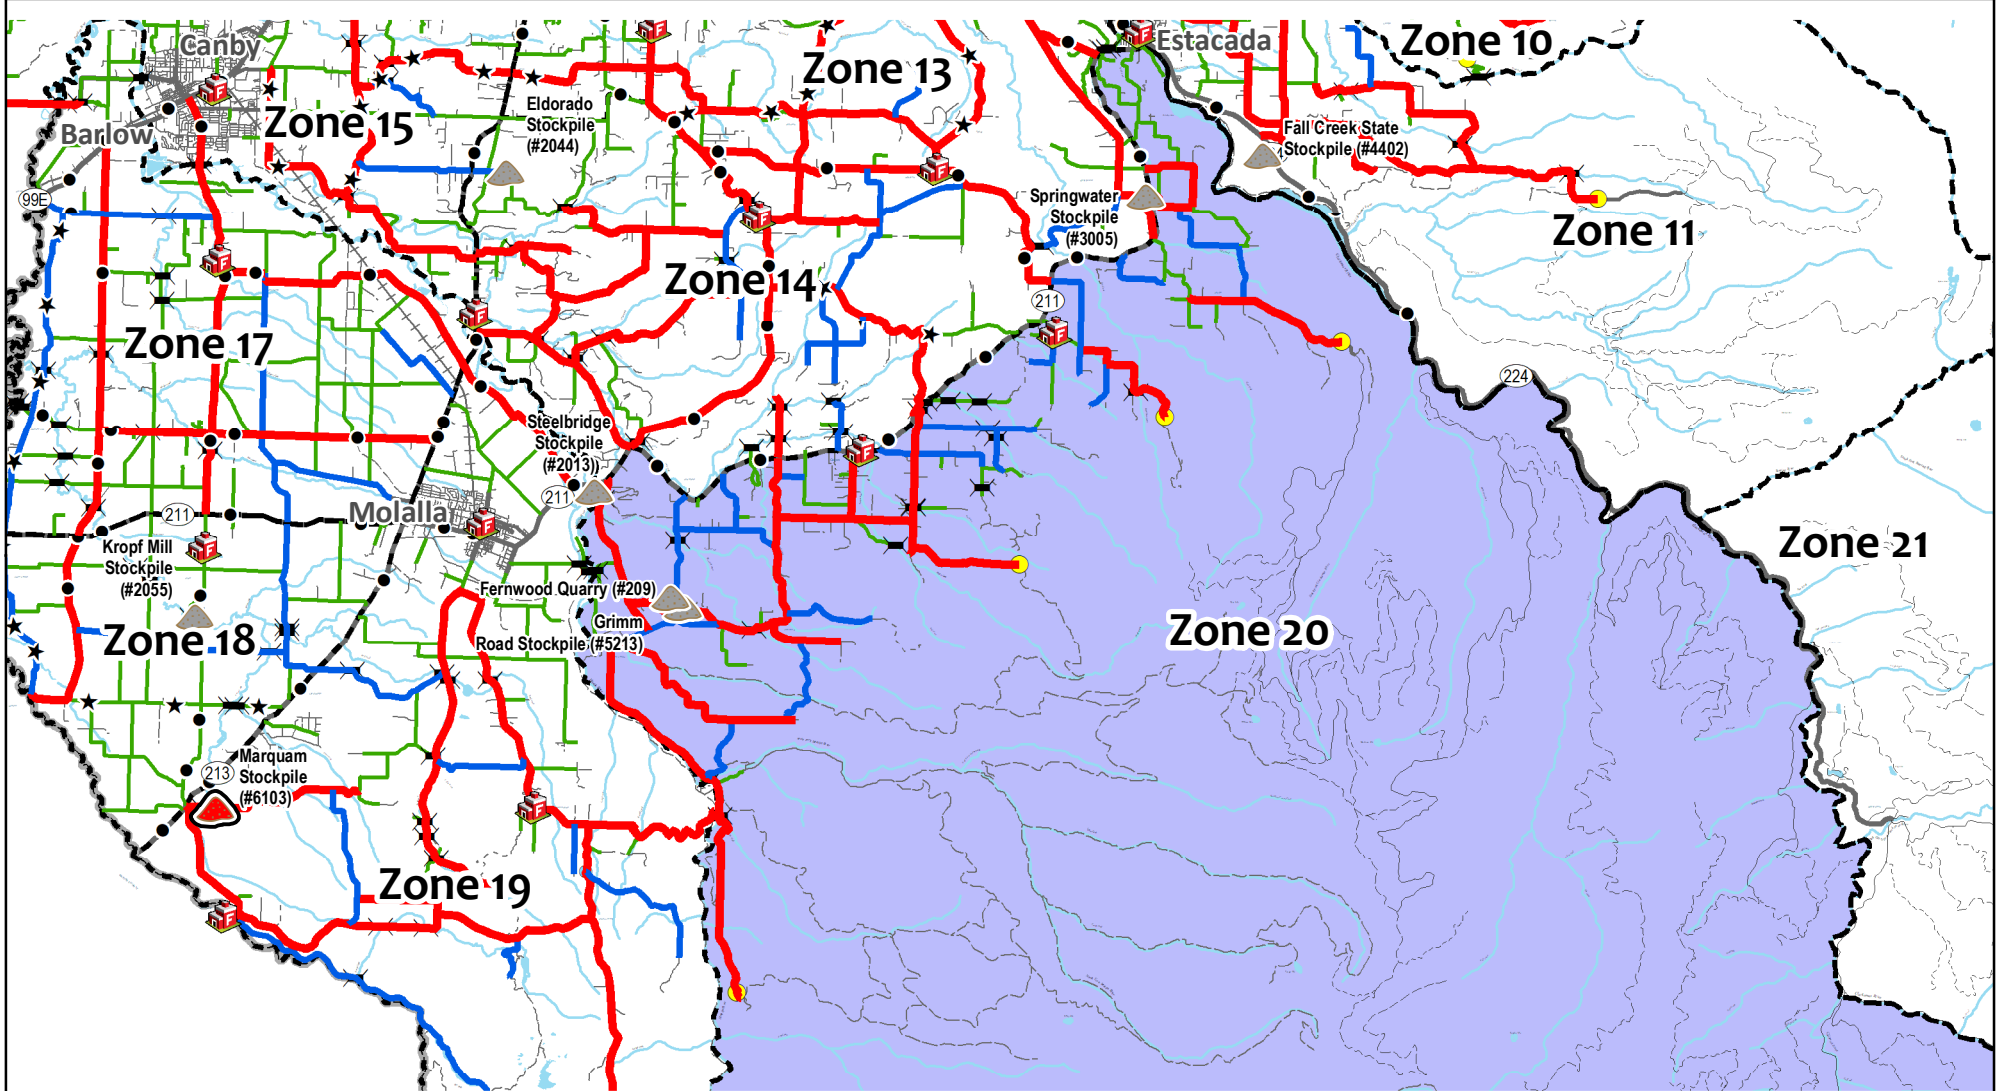 Canby
Zone 13
Estacada
Zone 10
Eldorado
Stockpile
(#2044)
Zone 15
Barlow
Fall Creek State
Stockpile (#4402)
99E
Springwater
Stockpile
(#3005)
Zone 11
Zone 14
211
Zone 17
224
Steelbridge
Stockpile
(#2013)
211
Molalla
211
Kropf Mill
Stockpile
(#2055)
Zone 21
Fernwood Quarry (#209)
Grimm
Road Stockpile (#5213)
Zone 18
Zone 20
Marquam
Stockpile
(#6103)
213
Zone 19